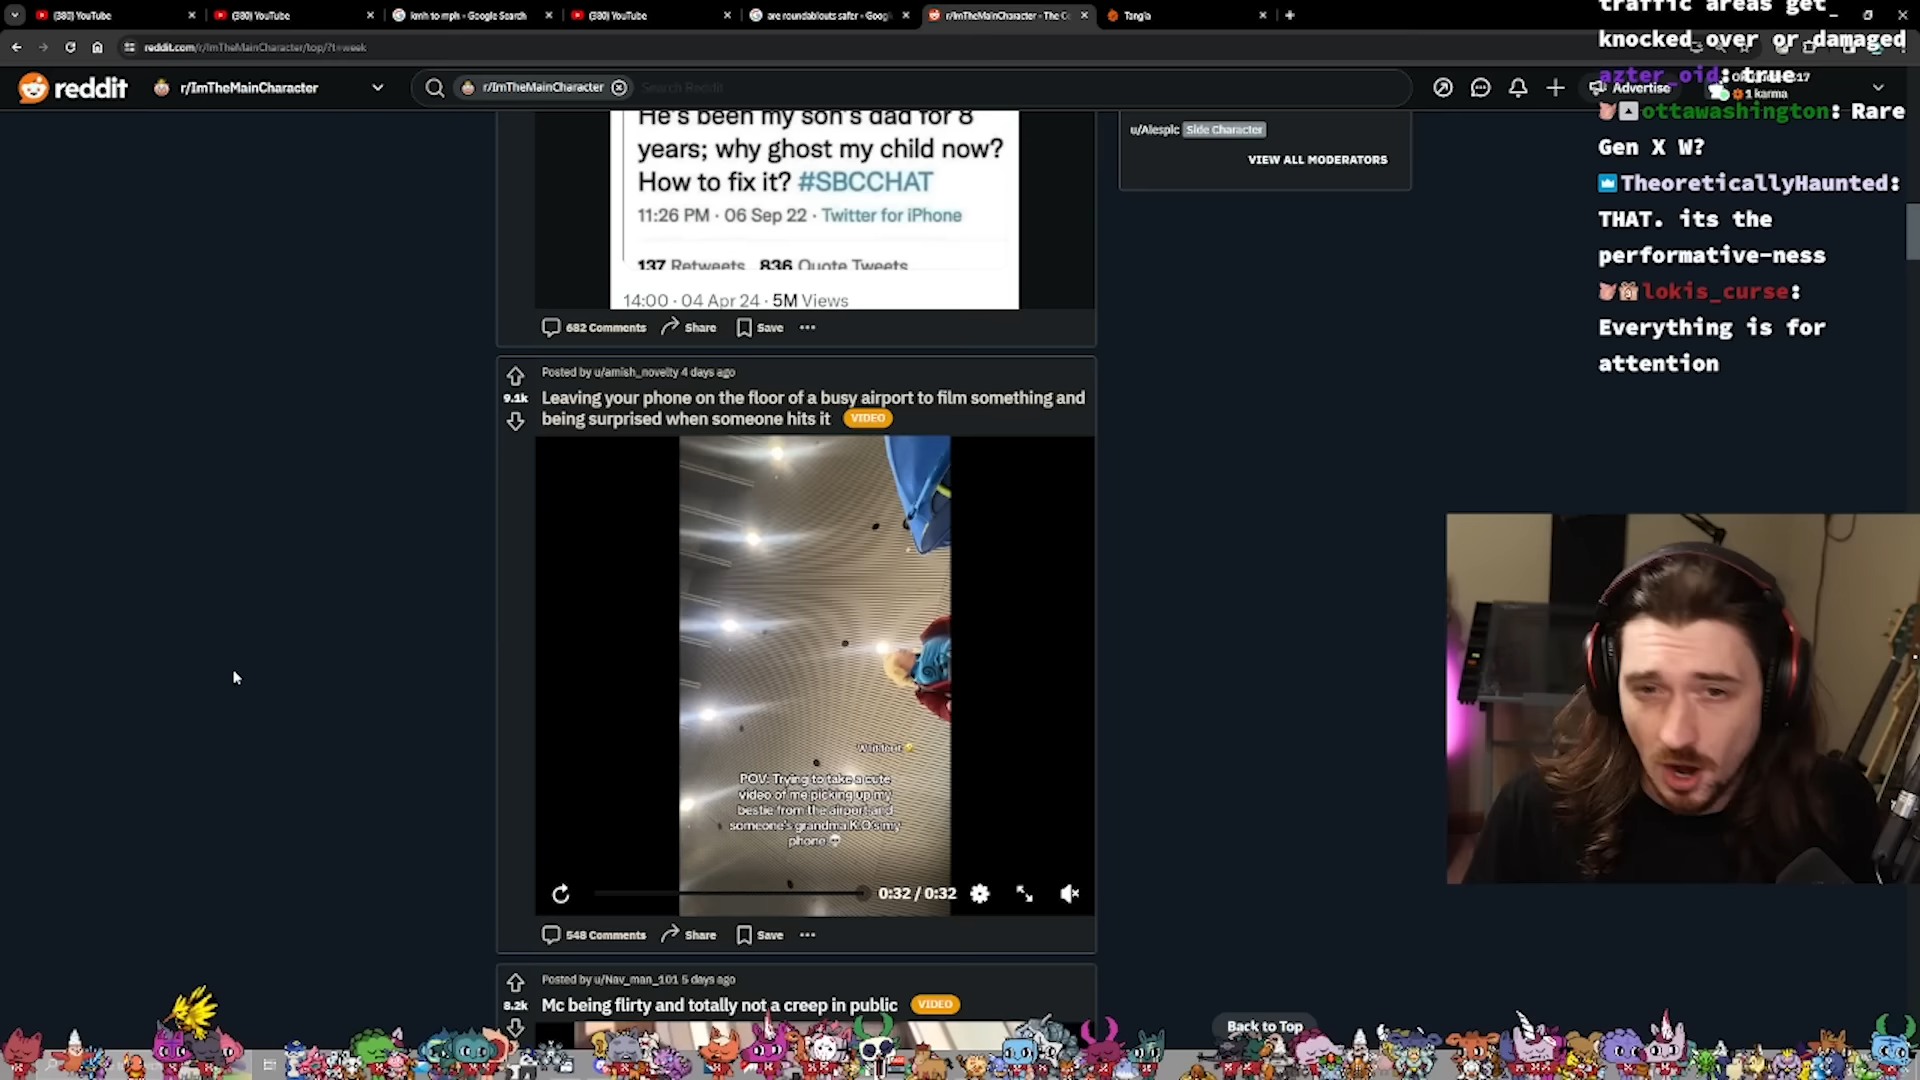 (380) YouTube
(380) YouTube
kmh to mph - Google Search
(380) YouTube
are roundabouts safer - Goog
r/ImTheMainCharacter - The C
Tangia
traffic areas get
knocked over or damaged
azter_oid: true
ottawashington: Rare
Gen X W?
TheoreticallyHaunted:
THAT. its the
performative-ness
lokis_curse:
Everything is for
attention
reddit.com/r/ImTheMainCharacter/top/?t=week
reddit
r/ImTheMainCharacter
r/ImTheMainCharacter
Search Reddit
Advertise
1 karma
He's been my son's dad for 8
years; why ghost my child now?
How to fix it? #SBCCHAT
11:26 PM · 06 Sep 22 · Twitter for iPhone
137 Retweets 836 Quote Tweets
14:00 · 04 Apr 24 · 5M Views
u/Alespic Side Character
VIEW ALL MODERATORS
682 Comments Share Save
Posted by u/amish_novelty 4 days ago
9.1k
Leaving your phone on the floor of a busy airport to film something and
being surprised when someone hits it VIDEO
POV: Trying to take a cute
video of me picking up my
bestie from the airport and
someone's grandma K.O's my
phone
0:32 / 0:32
548 Comments Share Save
Posted by u/Nav_man_101 5 days ago
8.2k
Mc being flirty and totally not a creep in public VIDEO
Back to Top